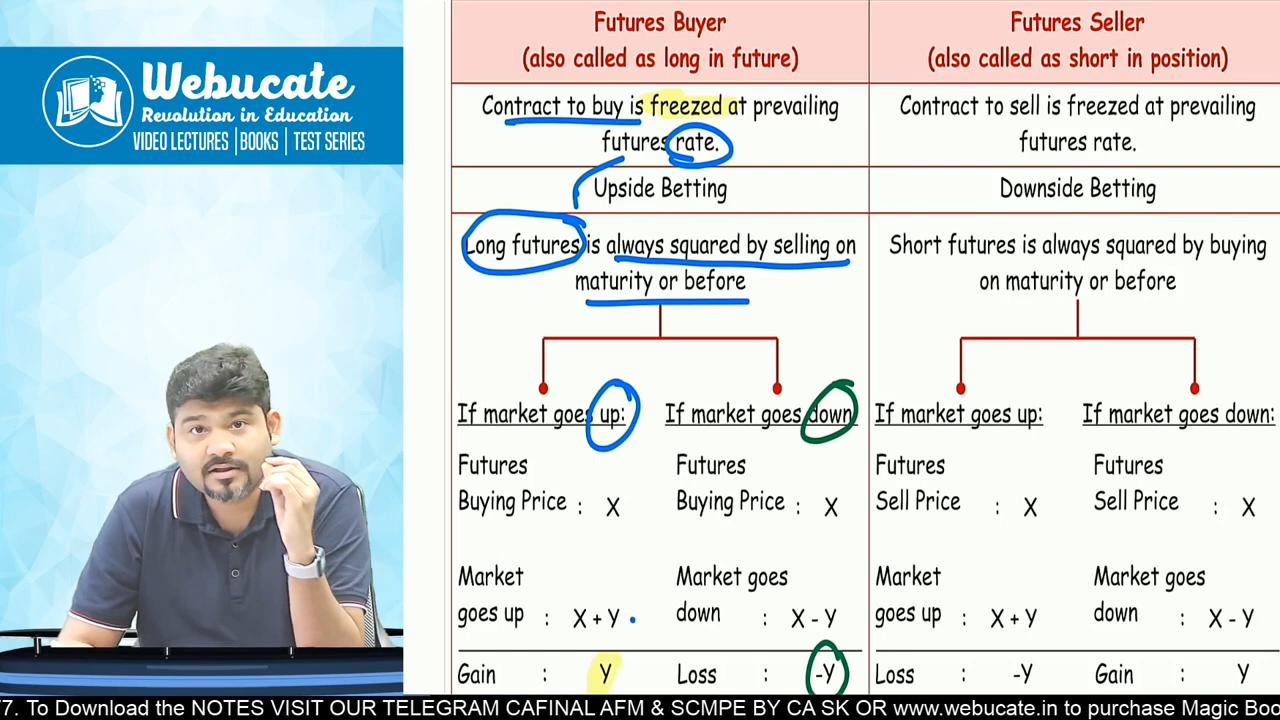 Webucate
Revolution in Education
VIDEO LECTURES | BOOKS | TEST SERIES
Futures Buyer
(also called as long in future)
Futures Seller
(also called as short in position)
Contract to buy is freezed at prevailing
futures rate.
Contract to sell is freezed at prevailing
futures rate.
Upside Betting
Downside Betting
Long futures is always squared by selling on
maturity or before
Short futures is always squared by buying
on maturity or before
If market goes up:
Futures
Buying Price : X
Market
goes up : X + Y
Gain : Y
If market goes down
Futures
Buying Price : X
Market goes
down : X - Y
Loss : -Y
If market goes up:
Futures
Sell Price : X
Market
goes up : X + Y
Loss : -Y
If market goes down:
Futures
Sell Price : X
Market goes
down : X - Y
Gain : Y
7. To Download the NOTES VISIT OUR TELEGRAM CAFINAL AFM & SCMPE BY CA SK OR www.webucate.in to purchase Magic Boo